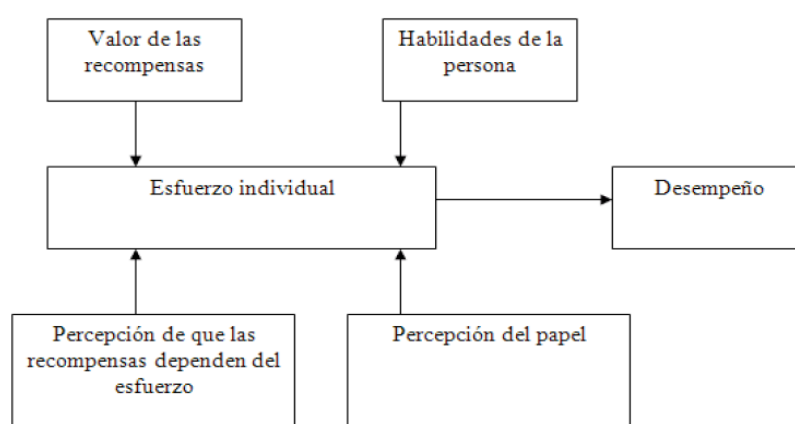 Valor de las
recompensas
Habilidades de la
persona
Esfuerzo individual
Desempeño
Percepción de que las
recompensas dependen del
esfuerzo
Percepción del papel